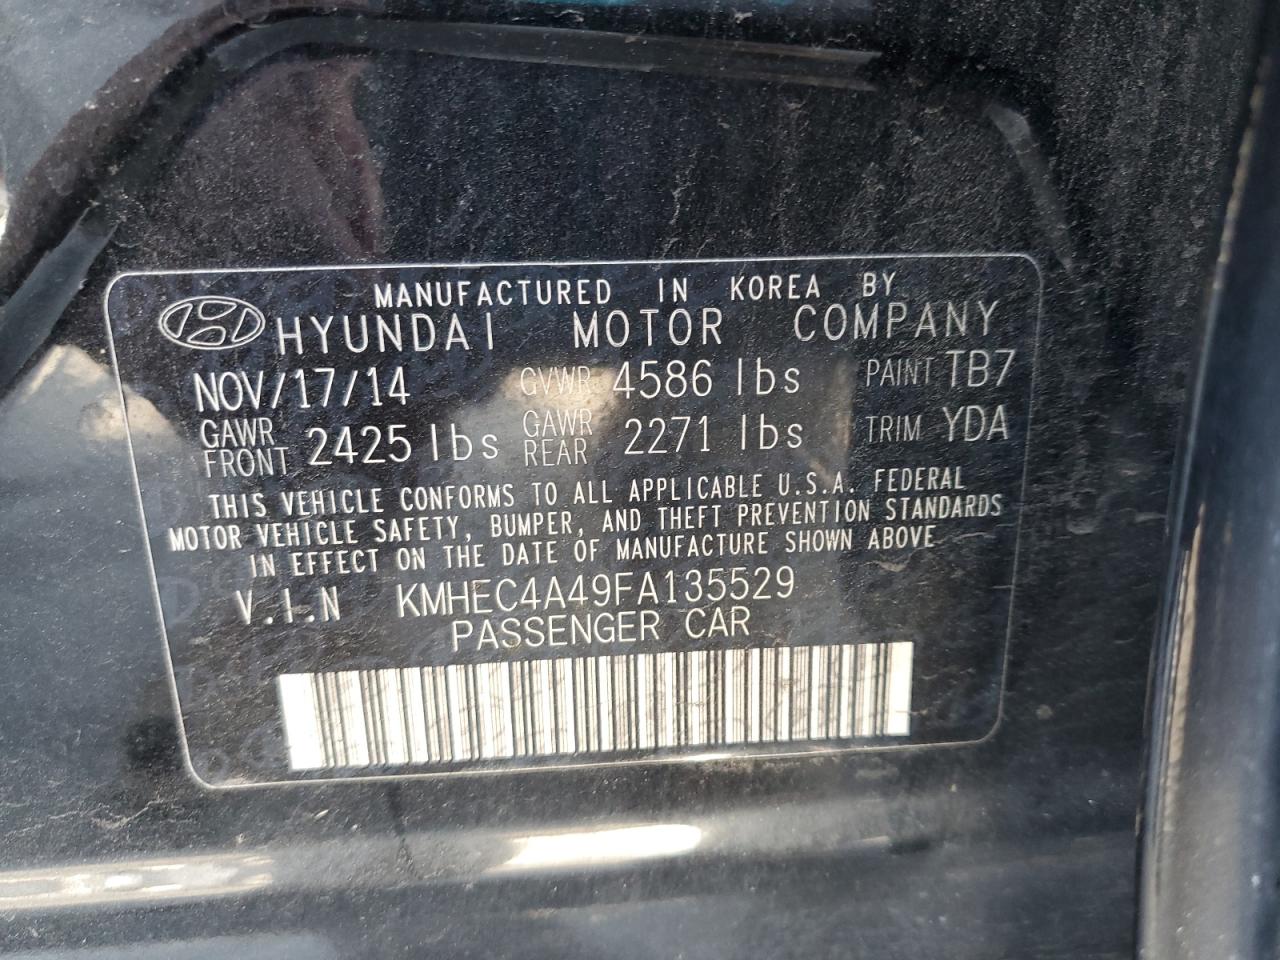 MANUFACTURED IN KOREA BY
HYUNDAI MOTOR COMPANY
NOV/17/14 GVWR 4586 lbs PAINT TB7
GAWR FRONT 2425 lbs GAWR REAR 2271 lbs TRIM YDA
THIS VEHICLE CONFORMS TO ALL APPLICABLE U.S.A. FEDERAL
MOTOR VEHICLE SAFETY, BUMPER, AND THEFT PREVENTION STANDARDS
IN EFFECT ON THE DATE OF MANUFACTURE SHOWN ABOVE
V.I.N KMHEC4A49FA135529
PASSENGER CAR